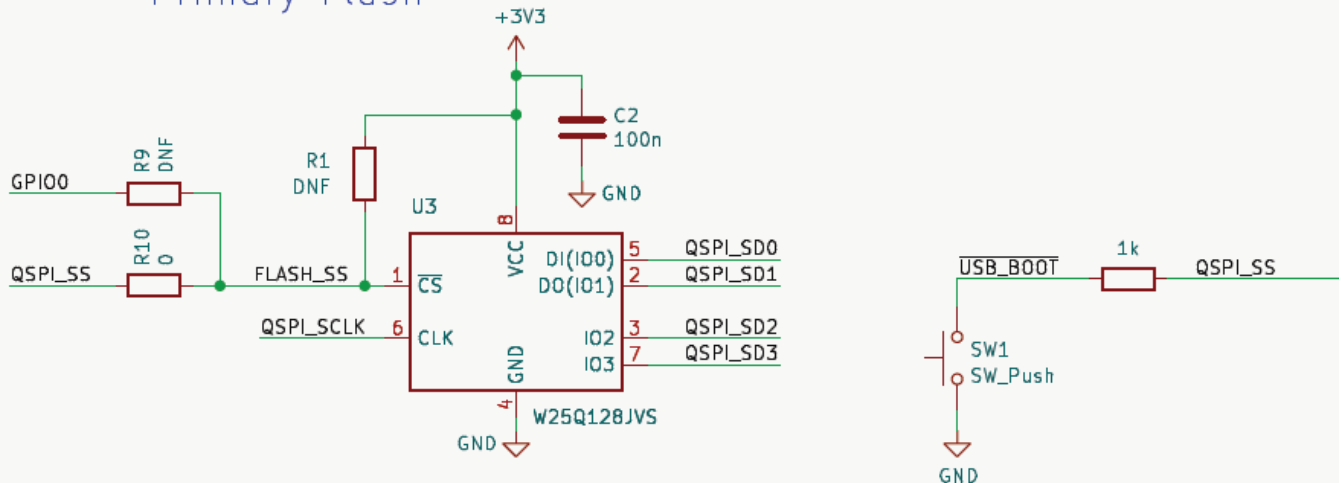 Primary Flash
+3V3
C2
100n
GND
R1
DNF
R9
DNF
GPIO0
R10
0
QSPI_SS
FLASH_SS
QSPI_SCLK
U3
8
VCC
1
CS
6
CLK
GND
4
GND
DI(IO0)
5
QSPI_SD0
DO(IO1)
2
QSPI_SD1
IO2
3
QSPI_SD2
IO3
7
QSPI_SD3
W25Q128JVS
USB_BOOT
1k
QSPI_SS
SW1
SW_Push
GND